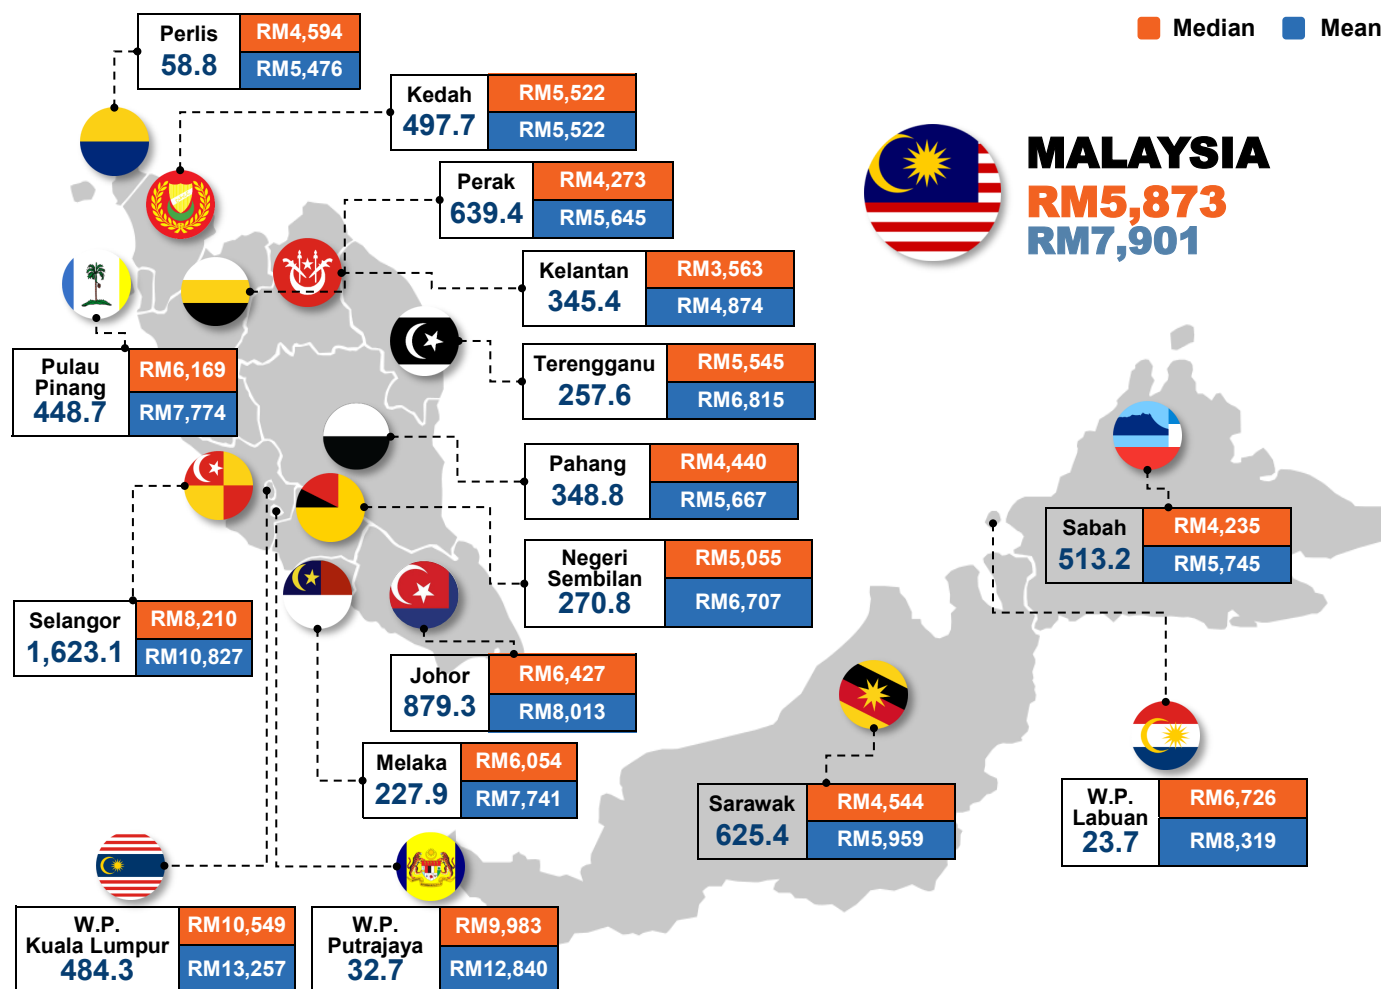 Median
Mean
MALAYSIA
RM5,873
RM7,901
Perlis
58.8
RM4,594
RM5,476
Kedah
497.7
RM5,522
RM5,522
Perak
639.4
RM4,273
RM5,645
Kelantan
345.4
RM3,563
RM4,874
Pulau
Pinang
448.7
RM6,169
RM7,774
Terengganu
257.6
RM5,545
RM6,815
Pahang
348.8
RM4,440
RM5,667
Sabah
513.2
RM4,235
RM5,745
Negeri
Sembilan
270.8
RM5,055
RM6,707
Selangor
1,623.1
RM8,210
RM10,827
Johor
879.3
RM6,427
RM8,013
Melaka
227.9
RM6,054
RM7,741
Sarawak
625.4
RM4,544
RM5,959
W.P.
Labuan
23.7
RM6,726
RM8,319
W.P.
Kuala Lumpur
484.3
RM10,549
RM13,257
W.P.
Putrajaya
32.7
RM9,983
RM12,840